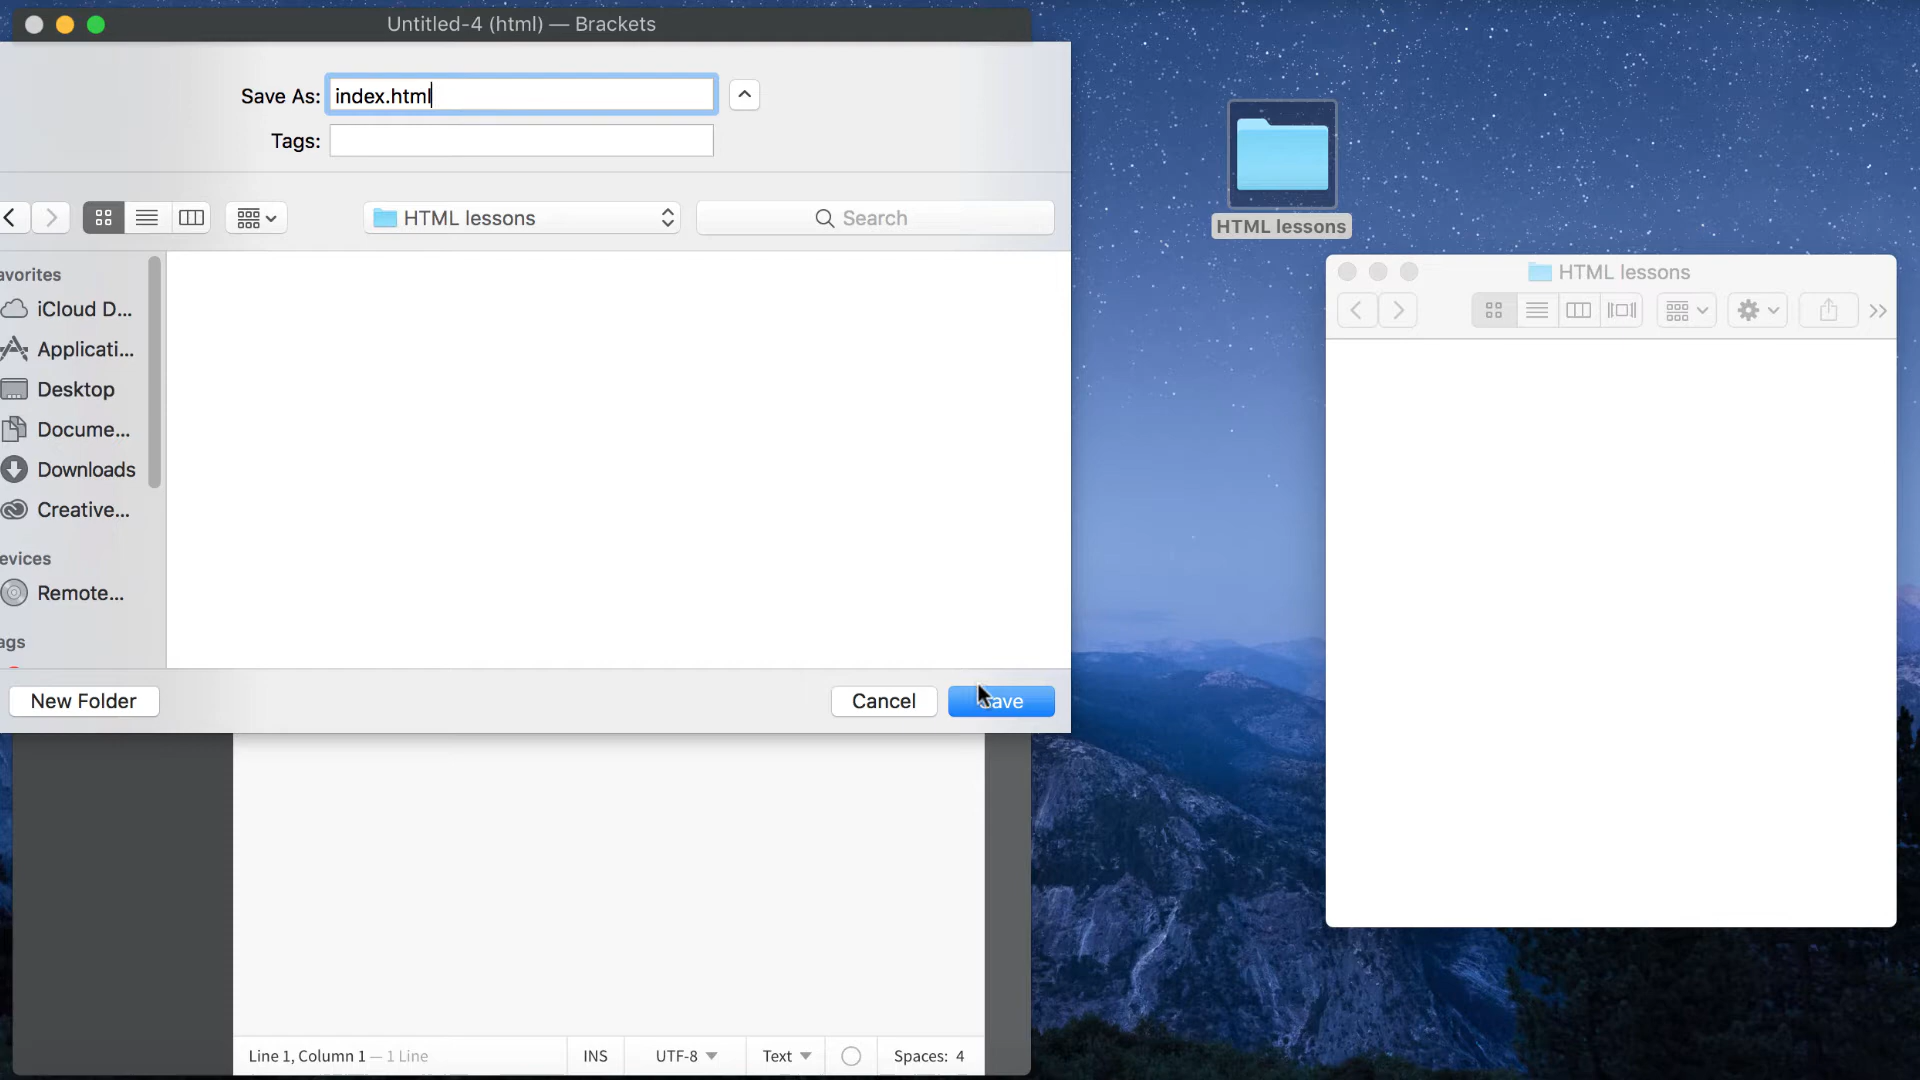 Untitled-4 (html) — Brackets
Save As: index.html
Tags:
HTML lessons
Search
avorites
iCloud D...
Applicati...
Desktop
Docume...
Downloads
Creative...
evices
Remote...
ags
New Folder
Cancel
ave
Line 1, Column 1 — 1 Line
INS
UTF-8
Text
Spaces: 4
HTML lessons
HTML lessons